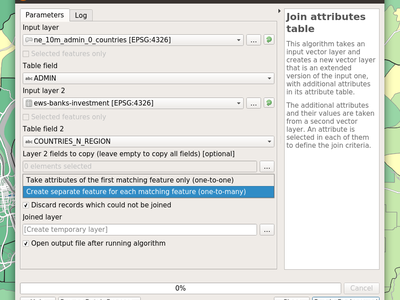 Parameters
Log
Input layer
ne_10m_admin_0_countries [EPSG:4326]
...
Selected features only
Table field
ABC ADMIN
Input layer 2
ews-banks-investment [EPSG:4326]
...
Selected features only
Table field 2
ABC COUNTRIES_N_REGION
Layer 2 fields to copy (leave empty to copy all fields) [optional]
0 elements selected
...
Take attributes of the first matching feature only (one-to-one)
Create separate feature for each matching feature (one-to-many)
✓ Discard records which could not be joined
Joined layer
[Create temporary layer]
...
✓ Open output file after running algorithm
Join attributes
table
This algorithm takes an
input vector layer and
creates a new vector layer
that is an extended
version of the input one,
with additional attributes
in its attribute table.
The additional attributes
and their values are taken
from a second vector
layer. An attribute is
selected in each of them
to define the join criteria.
0%
Cancel